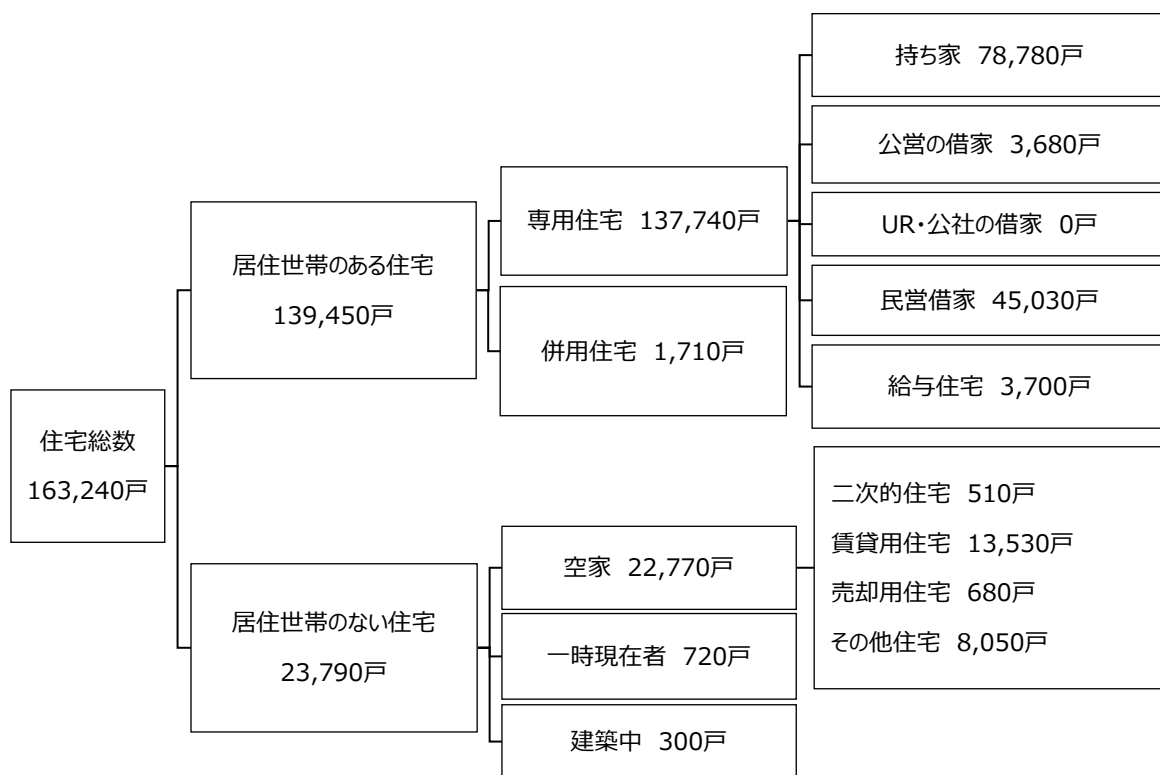 住宅総数
163,240戸
居住世帯のある住宅
139,450戸
専用住宅 137,740戸
併用住宅 1,710戸
持ち家 78,780戸
公営の借家 3,680戸
UR・公社の借家 0戸
民営借家 45,030戸
給与住宅 3,700戸
居住世帯のない住宅
23,790戸
空家 22,770戸
一時現在者 720戸
建築中 300戸
二次的住宅 510戸
賃貸用住宅 13,530戸
売却用住宅 680戸
その他住宅 8,050戸